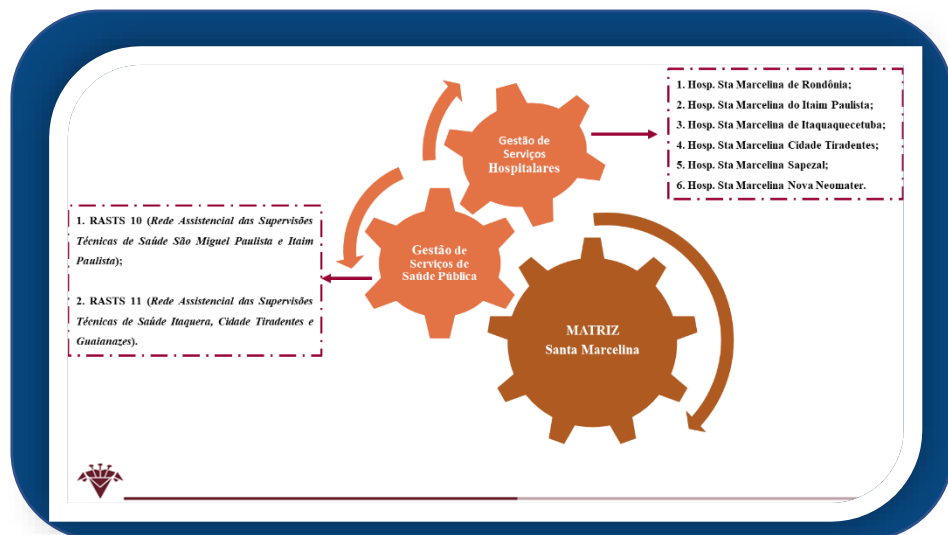 Gestão de
Serviços
Hospitalares
1. Hosp. Sta Marcelina de Rondônia;
2. Hosp. Sta Marcelina do Itaim Paulista;
3. Hosp. Sta Marcelina de Itaquaquecetuba;
4. Hosp. Sta Marcelina Cidade Tiradentes;
5. Hosp. Sta Marcelina Sapezal;
6. Hosp. Sta Marcelina Nova Neomater.
1. RASTS 10 (Rede Assistencial das Supervisões
Técnicas de Saúde São Miguel Paulista e Itaim
Paulista);
2. RASTS 11 (Rede Assistencial das Supervisões
Técnicas de Saúde Itaquera, Cidade Tiradentes e
Guaianazes).
Gestão de
Serviços de
Saúde Pública
MATRIZ
Santa Marcelina